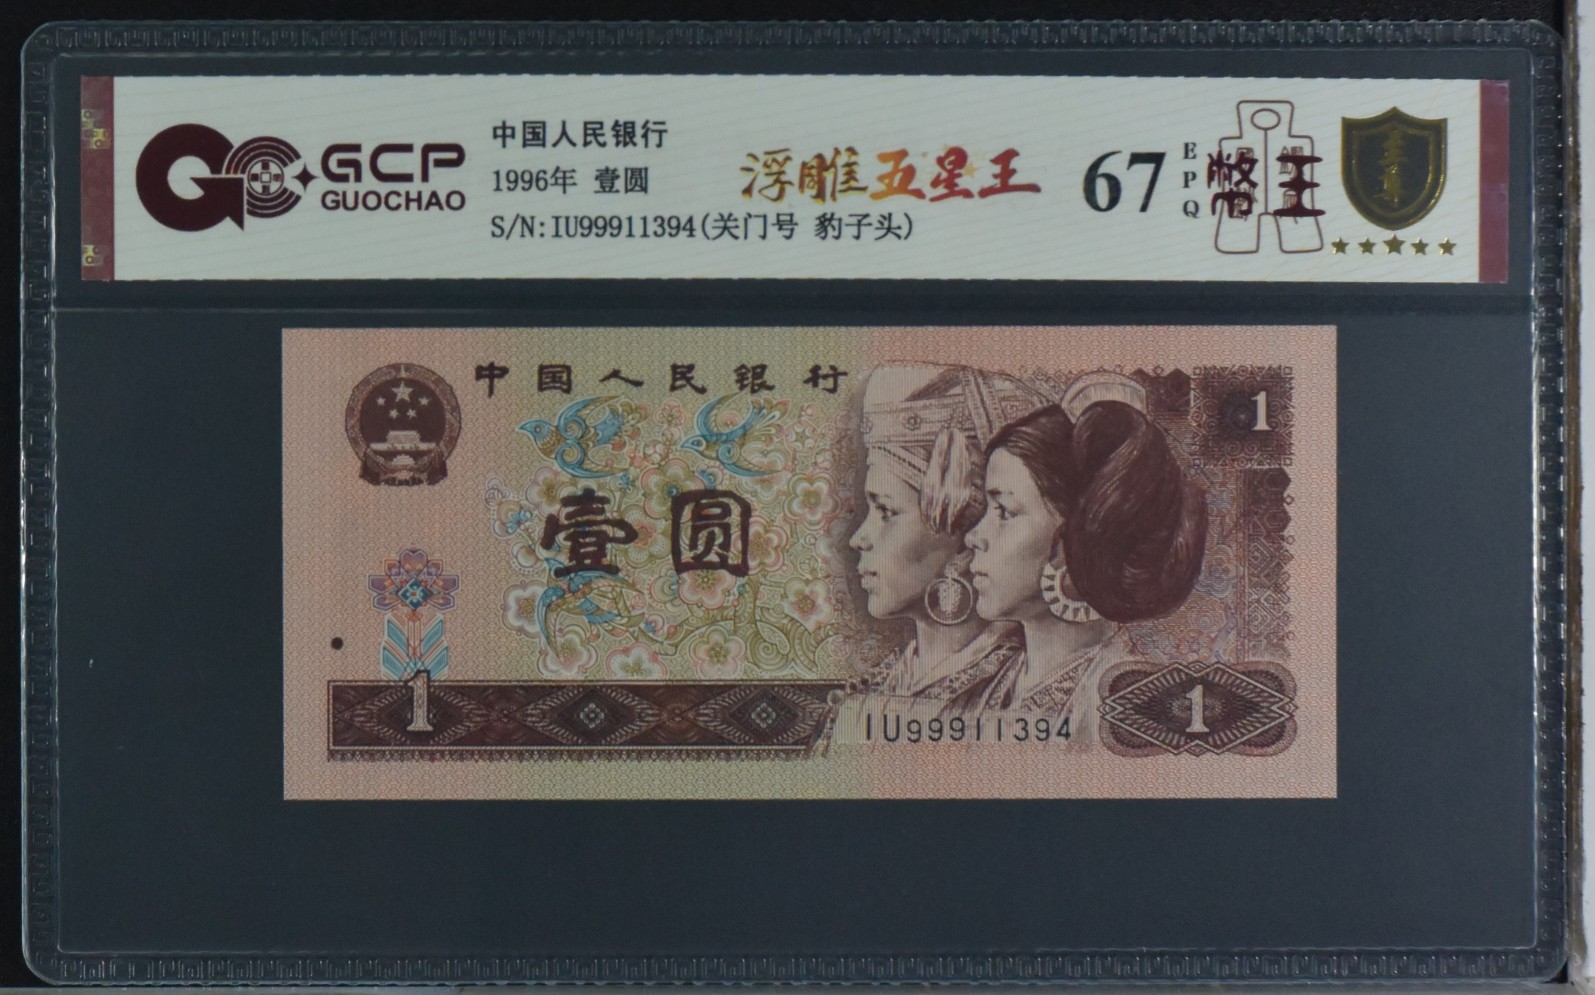 GCP
GUOCHAO
中国人民银行
1996年 壹圆
S/N:IU99911394(关门号 豹子头)
浮雕五星王
67
EPQ
幣王
中国人民银行
1
壹圆
1
IU99911394
1